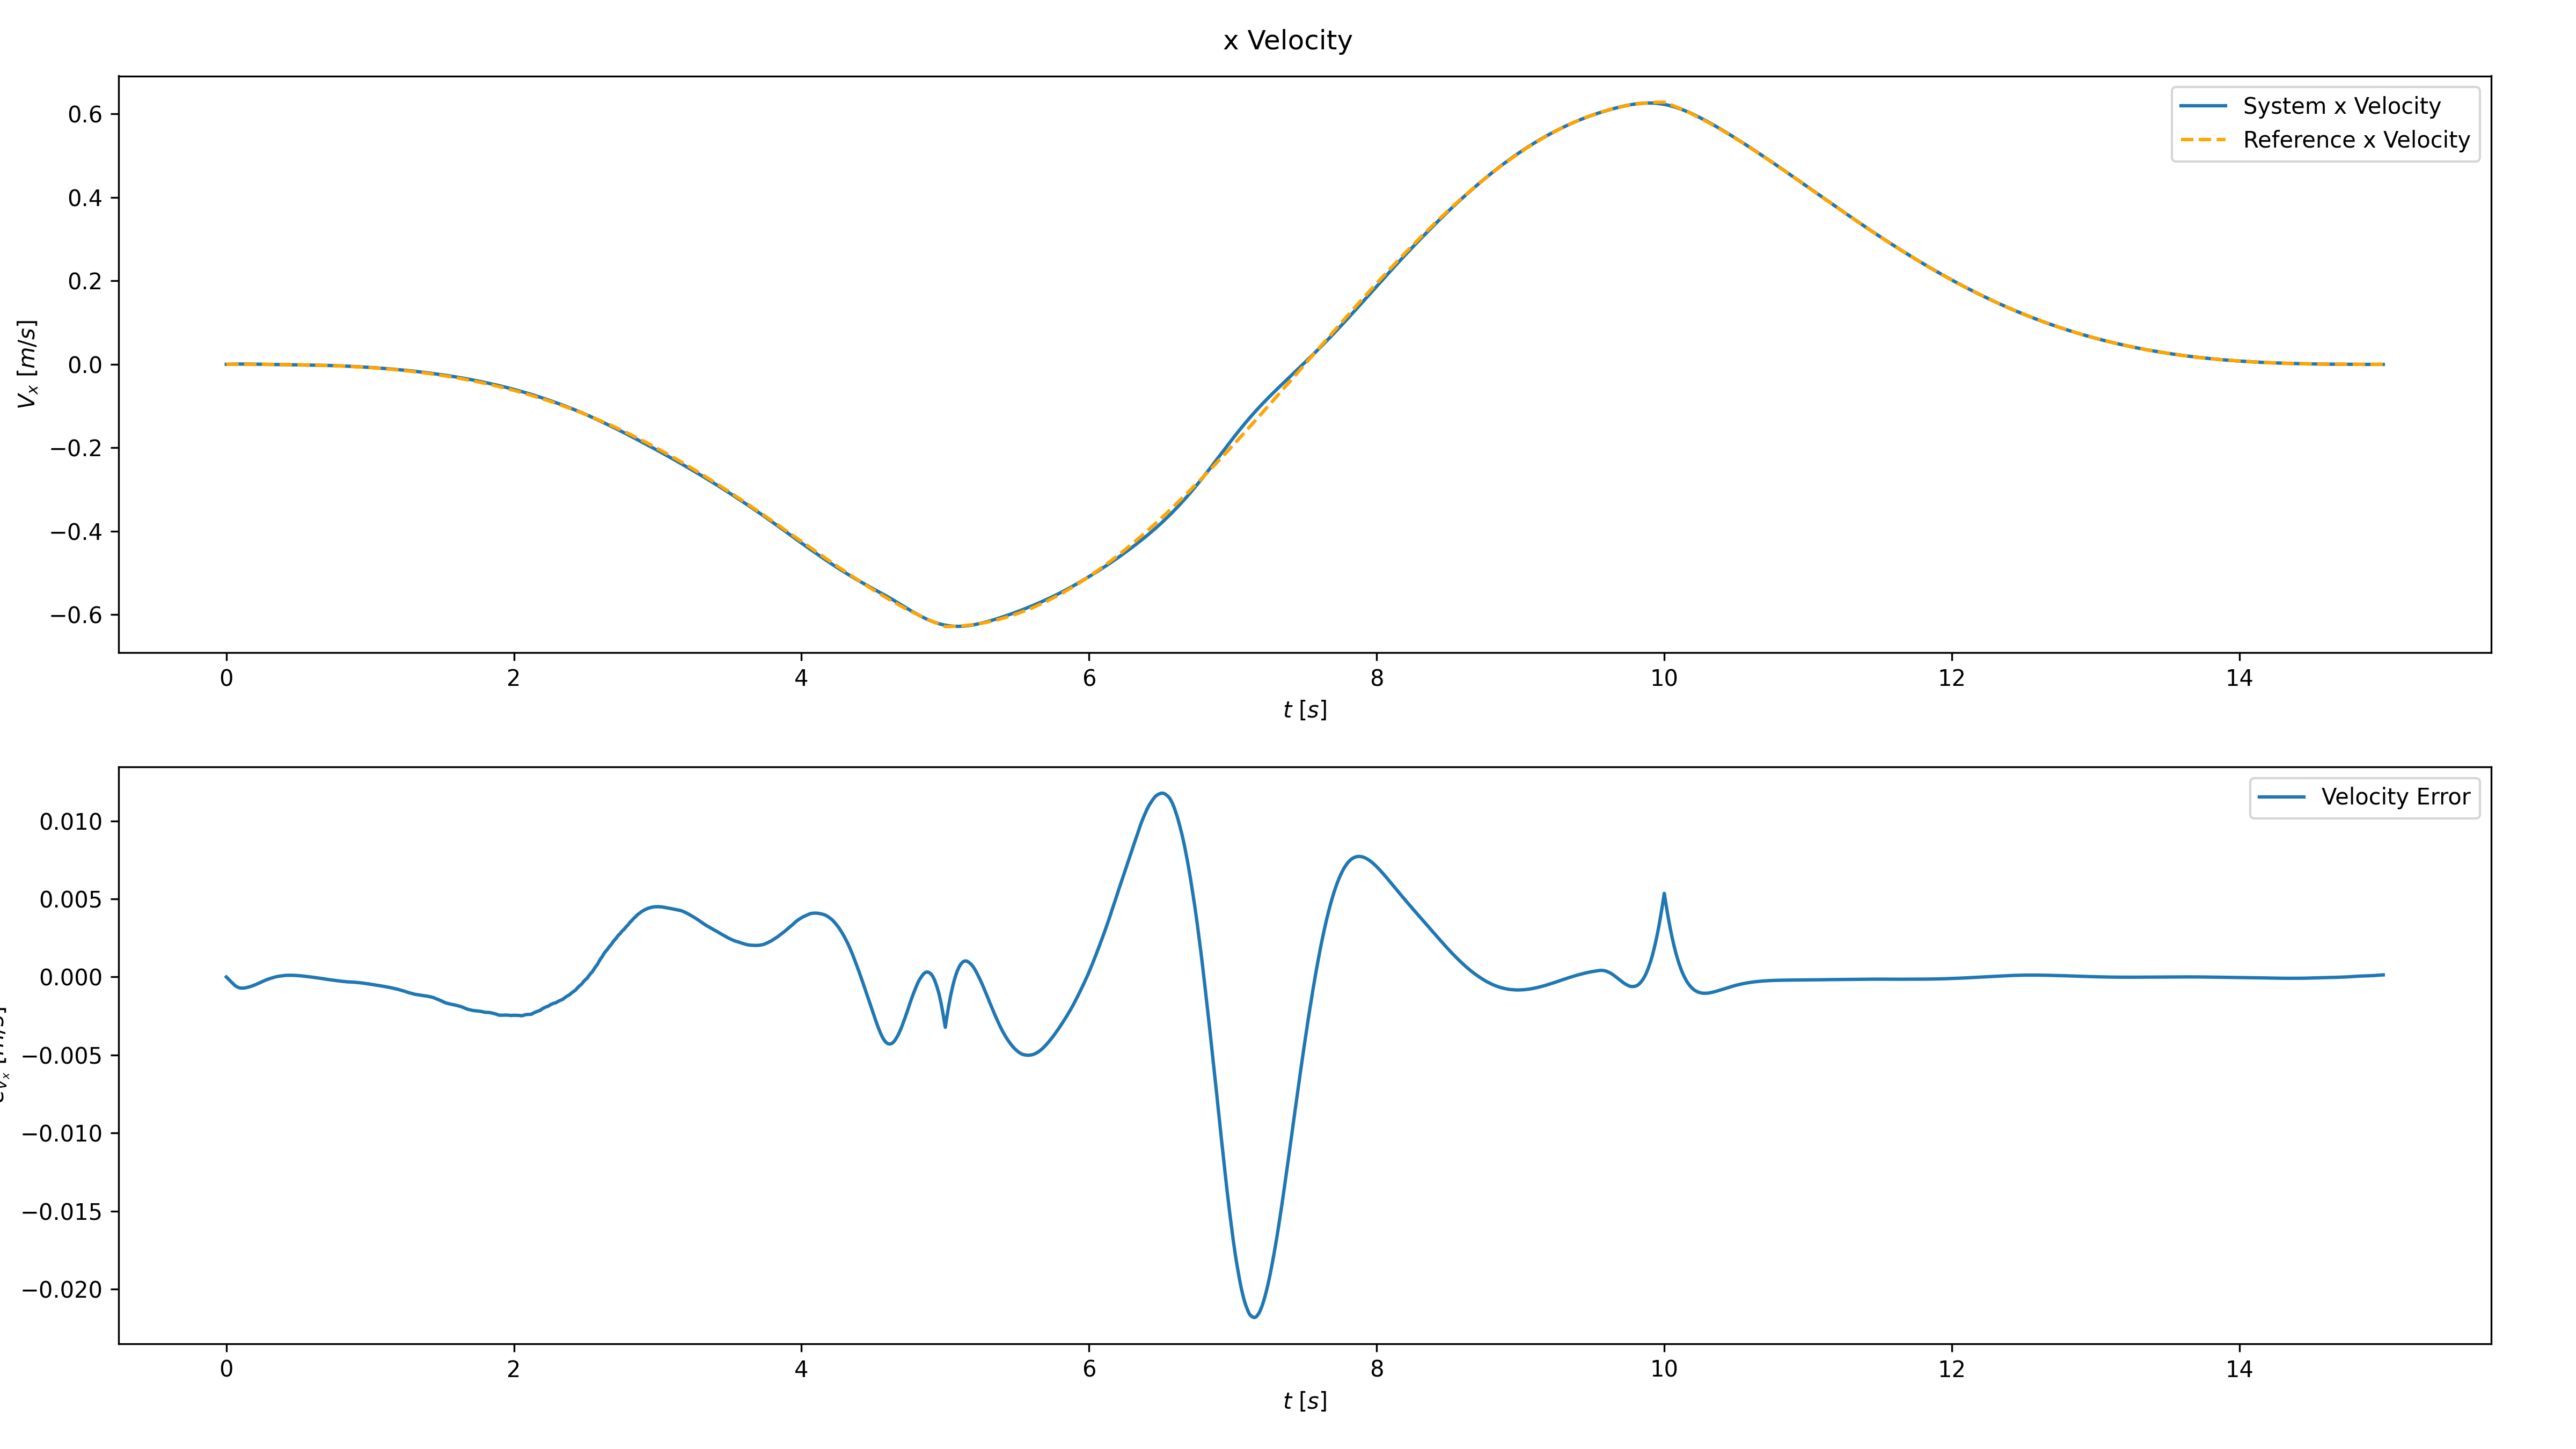 x Velocity
System x Velocity
Reference x Velocity
0.6
0.4
0.2
0.0
−0.2
−0.4
−0.6
V_x [m/s]
0 2 4 6 8 10 12 14
t [s]
Velocity Error
0.010
0.005
0.000
−0.005
−0.010
−0.015
−0.020
0 2 4 6 8 10 12 14
t [s]